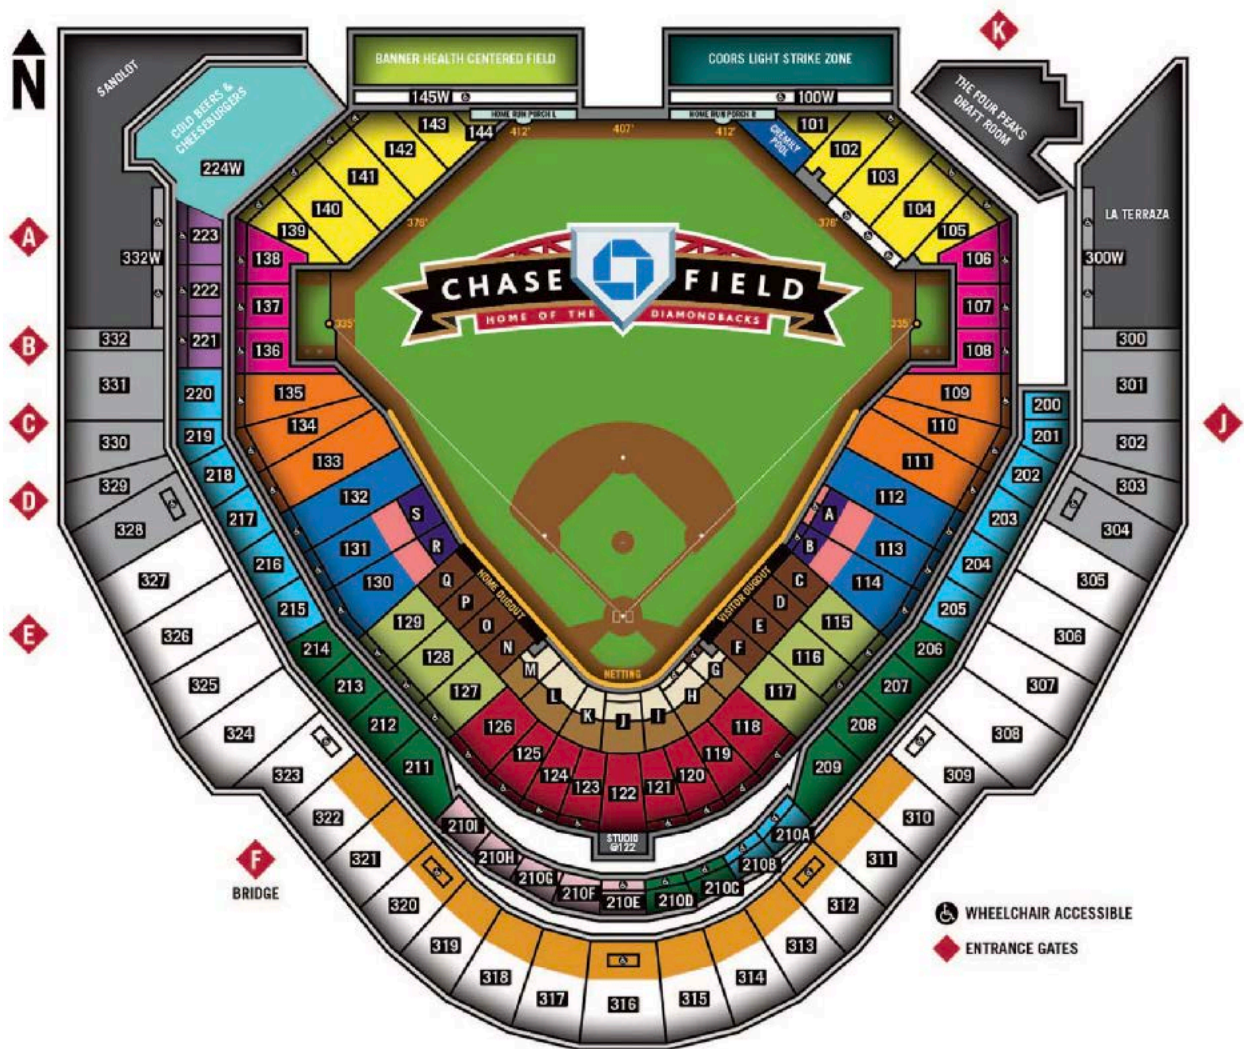 N
SANDLOT
COLD BEERS &
CHEESEBURGERS
224W
BANNER HEALTH CENTERED FIELD
145W
HOME RUN PORCH L
COORS LIGHT STRIKE ZONE
100W
HOME RUN PORCH R
K
THE FOUR PEAKS
DRAFT ROOM
LA TERRAZA
300W
412'
407'
412'
376'
376'
335'
335'
143
144
142
141
140
139
138
137
136
135
134
133
132
131
130
129
128
127
126
125
124
123
122
121
120
119
118
117
116
115
114
113
112
111
110
109
108
107
106
105
104
103
102
101
CHASE FIELD
HOME OF THE DIAMONDBACKS
HOME DUGOUT
VISITOR DUGOUT
NETTING
S
R
Q
P
O
N
M
L
K
J
I
H
G
F
E
D
C
B
A
STUDIO
@122
223
222
221
220
219
218
217
216
215
214
213
212
211
210I
210H
210G
210F
210E
210D
210C
210B
210A
209
208
207
206
205
204
203
202
201
200
332W
332
331
330
329
328
327
326
325
324
323
322
321
320
319
318
317
316
315
314
313
312
311
310
309
308
307
306
305
304
303
302
301
300
A
B
C
D
E
F
BRIDGE
J
WHEELCHAIR ACCESSIBLE
ENTRANCE GATES